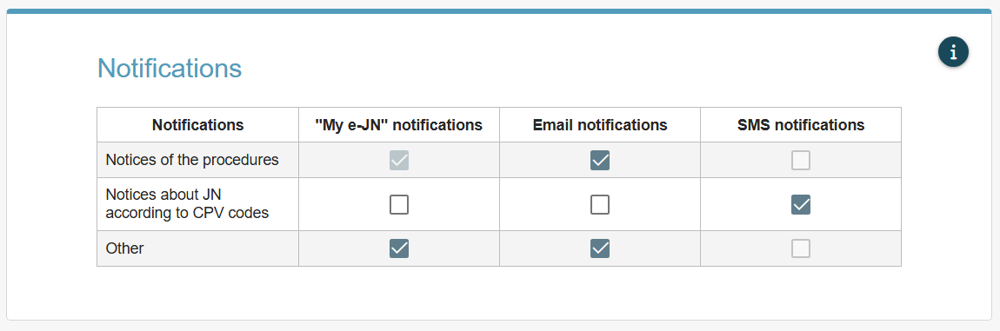 Notifications
Notifications "My e-JN" notifications Email notifications SMS notifications
Notices of the procedures
Notices about JN
according to CPV codes
Other